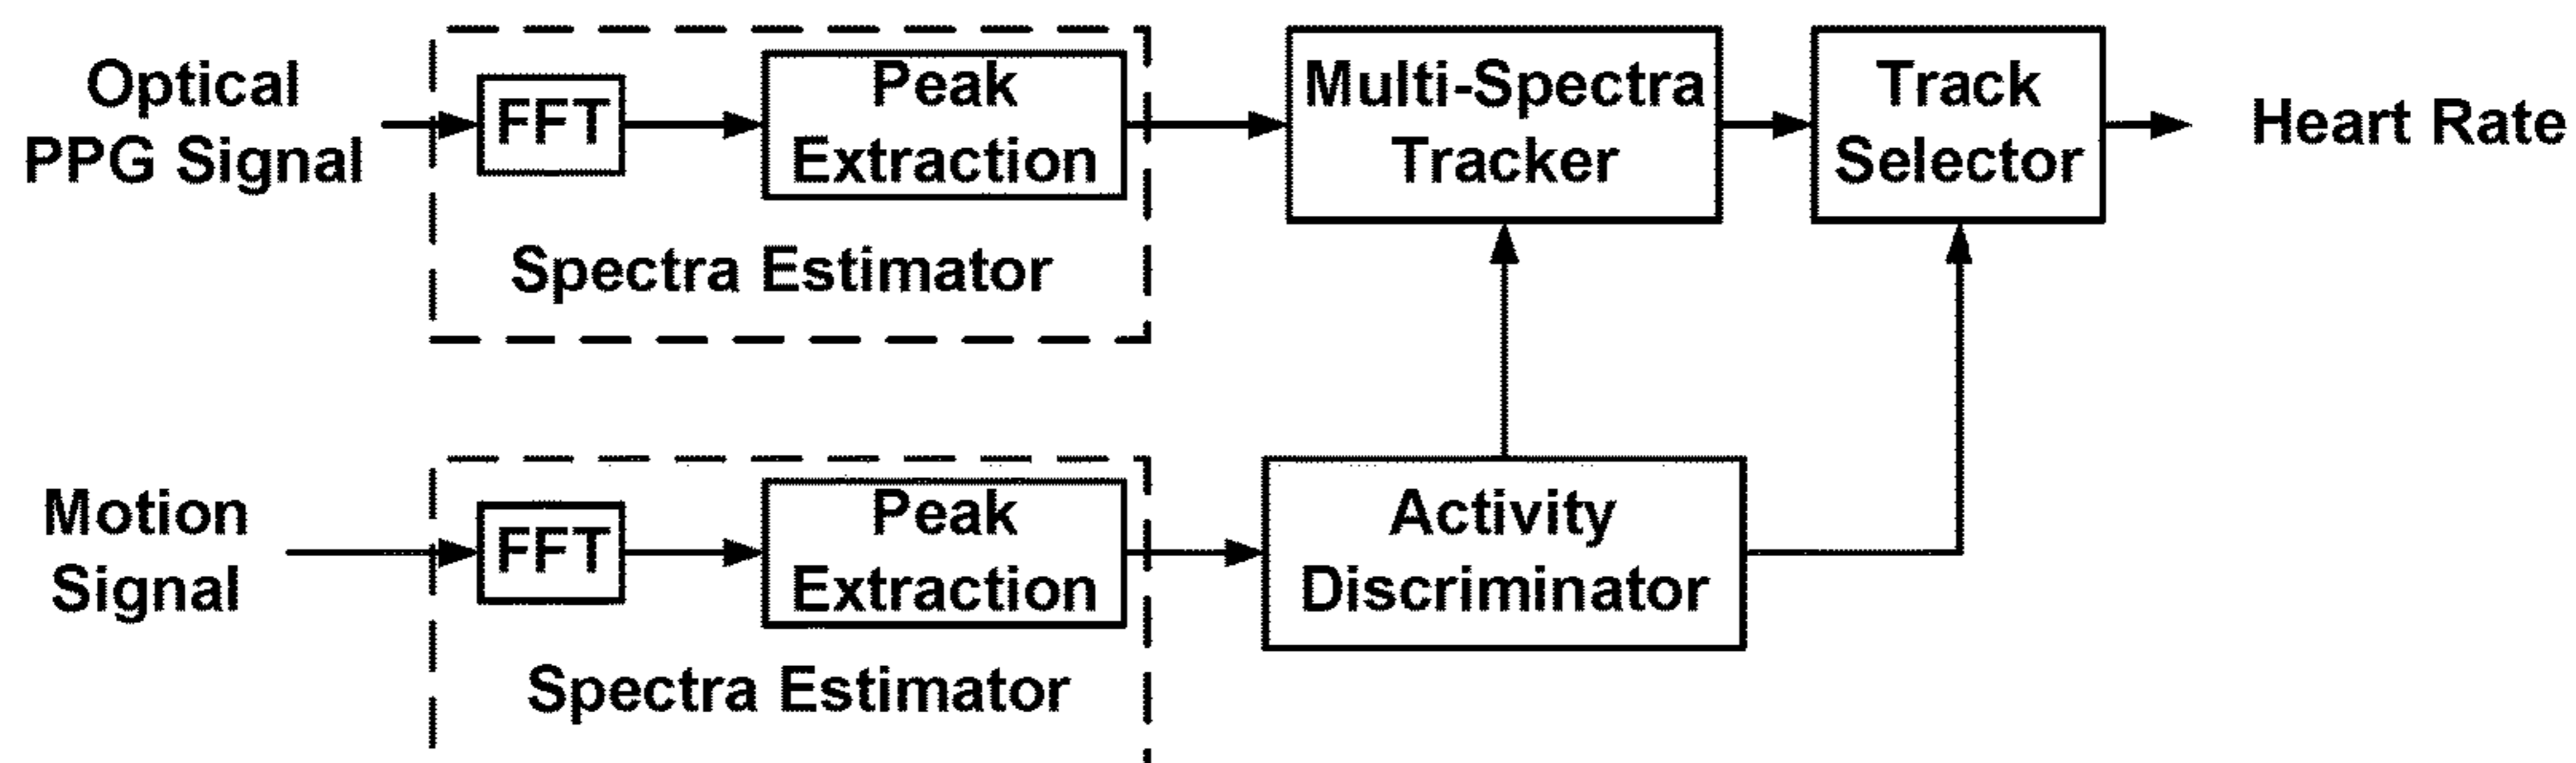 Optical
PPG Signal
FFT
Peak
Extraction
Spectra Estimator
Multi-Spectra
Tracker
Track
Selector
Heart Rate
Motion
Signal
FFT
Peak
Extraction
Spectra Estimator
Activity
Discriminator